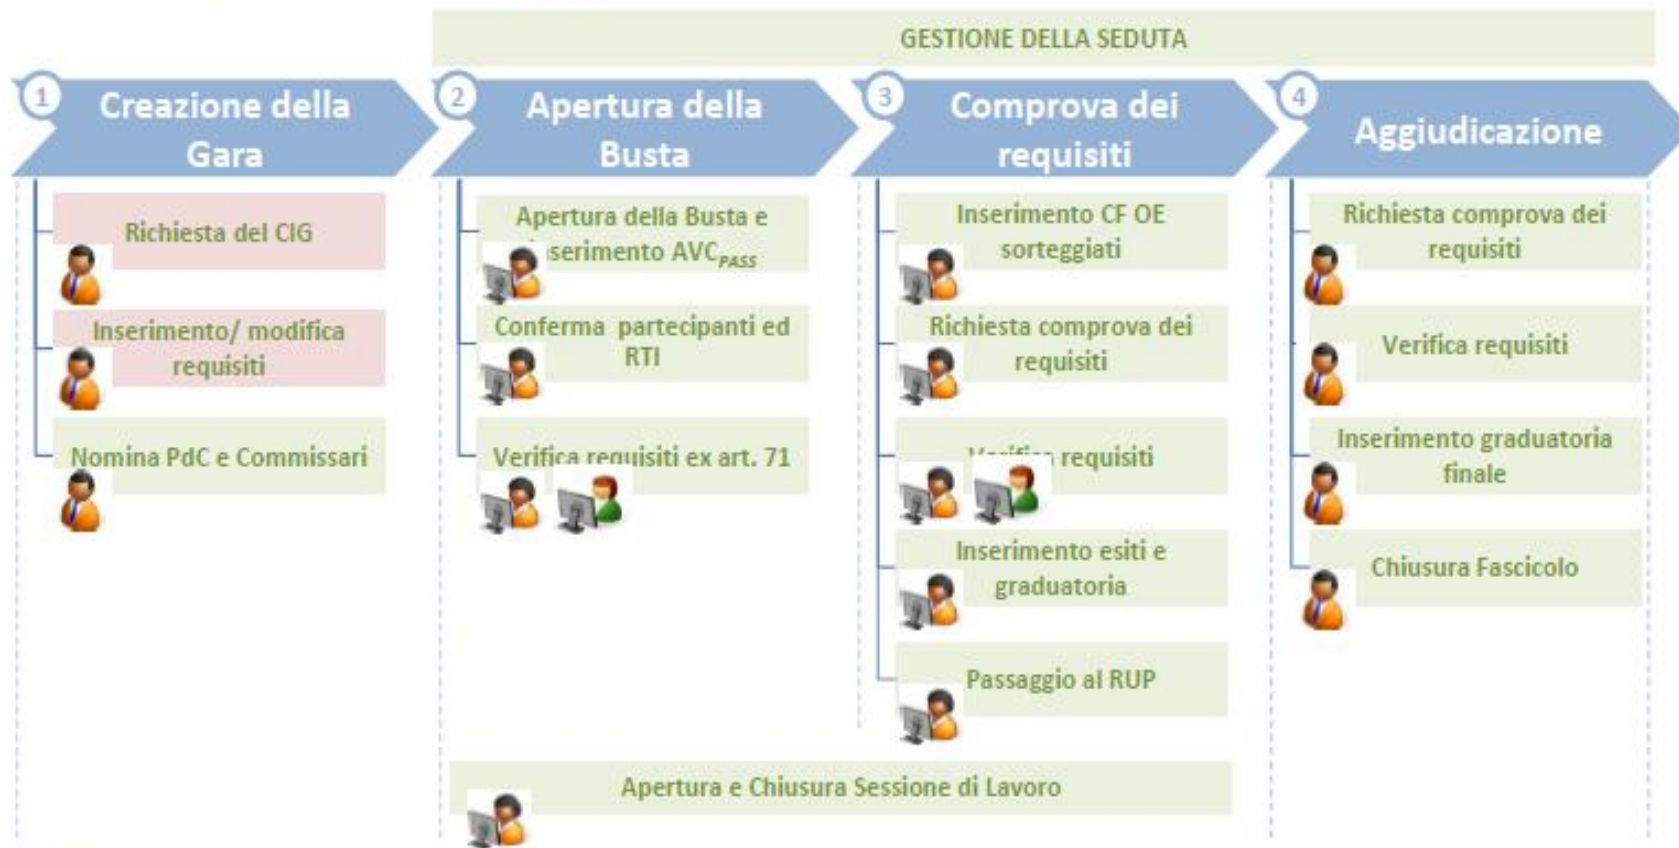 GESTIONE DELLA SEDUTA
1
Creazione della
Gara
2
Apertura della
Busta
3
Comprova dei
requisiti
4
Aggiudicazione
Richiesta del CIG
Inserimento/ modifica
requisiti
Nomina PdC e Commissari
Apertura della Busta e
serimento AVCPASS
Conferma partecipanti ed
RTI
Verifica requisiti ex art. 71
Inserimento CF OE
sorteggiati
Richiesta comprova dei
requisiti
Verifica requisiti
Inserimento esiti e
graduatoria
Passaggio al RUP
Richiesta comprova dei
requisiti
Verifica requisiti
Inserimento graduatoria
finale
Chiusura Fascicolo
Apertura e Chiusura Sessione di Lavoro